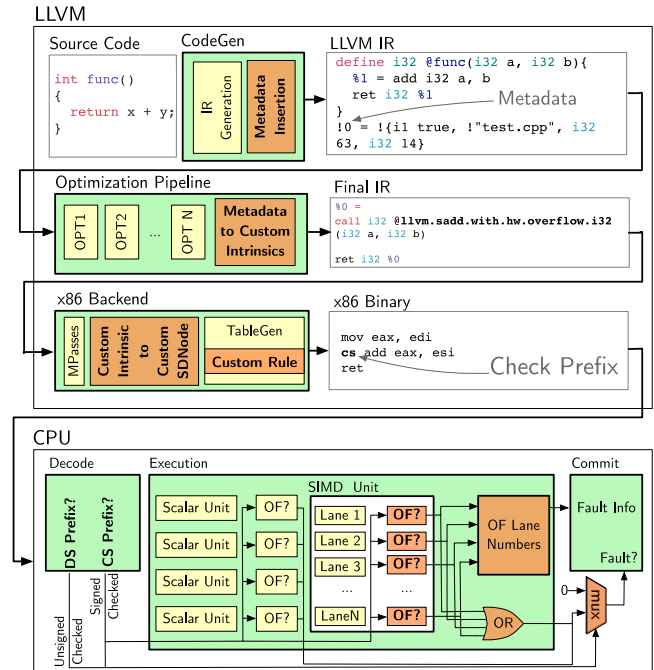 LLVM
Source Code
CodeGen
LLVM IR
int func()
{
return x + y;
}
IR
Generation
Metadata
Insertion
define i32 @func(i32 a, i32 b){
%1 = add i32 a, b
ret i32 %1
}
Metadata
!0 = !{i1 true, !"test.cpp", i32
63, i32 14}
Optimization Pipeline
Final IR
OPT1
OPT2
...
OPT N
Metadata
to Custom
Intrinsics
%0 =
call i32 @llvm.sadd.with.hw.overflow.i32
(i32 a, i32 b)
ret i32 %0
x86 Backend
x86 Binary
MPasses
Custom
Intrinsic
to
Custom
SDNode
TableGen
Custom Rule
mov eax, edi
cs add eax, esi
ret
Check Prefix
CPU
Decode
Execution
Commit
DS Prefix?
CS Prefix?
Unsigned
Checked
Signed
Checked
Scalar Unit
OF?
Scalar Unit
OF?
Scalar Unit
OF?
Scalar Unit
OF?
SIMD Unit
Lane 1
OF?
Lane 2
OF?
Lane 3
OF?
...
...
LaneN
OF?
OF Lane
Numbers
OR
Fault Info
Fault?
0
mux